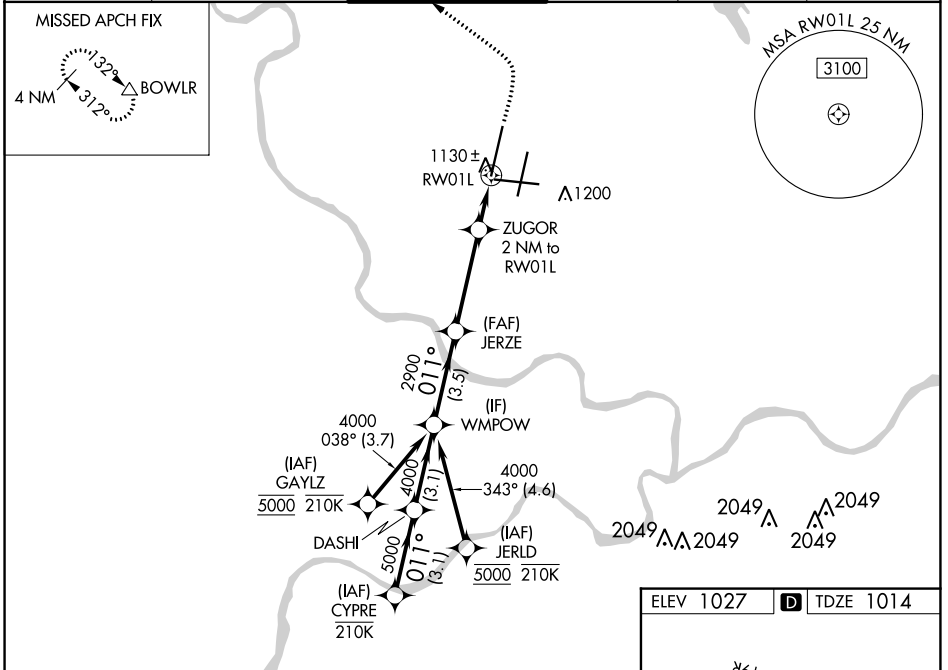 MISSED APCH FIX
132°
BOWLR
4 NM
312°
MSA RW01L 25 NM
3100
1130 ±
RW01L
1200
ZUGOR
2 NM to
RW01L
(FAF)
JERZE
2900
011°
(3.5)
(IF)
WMPOW
4000
038° (3.7)
(IAF)
GAYLZ
5000 210K
4000
(3.1)
4000
343° (4.6)
DASHI
(IAF)
JERLD
5000 210K
5000
011°
(3.1)
(IAF)
CYPRE
210K
2049
2049
2049
2049
2049
ELEV 1027 D TDZE 1014
19R